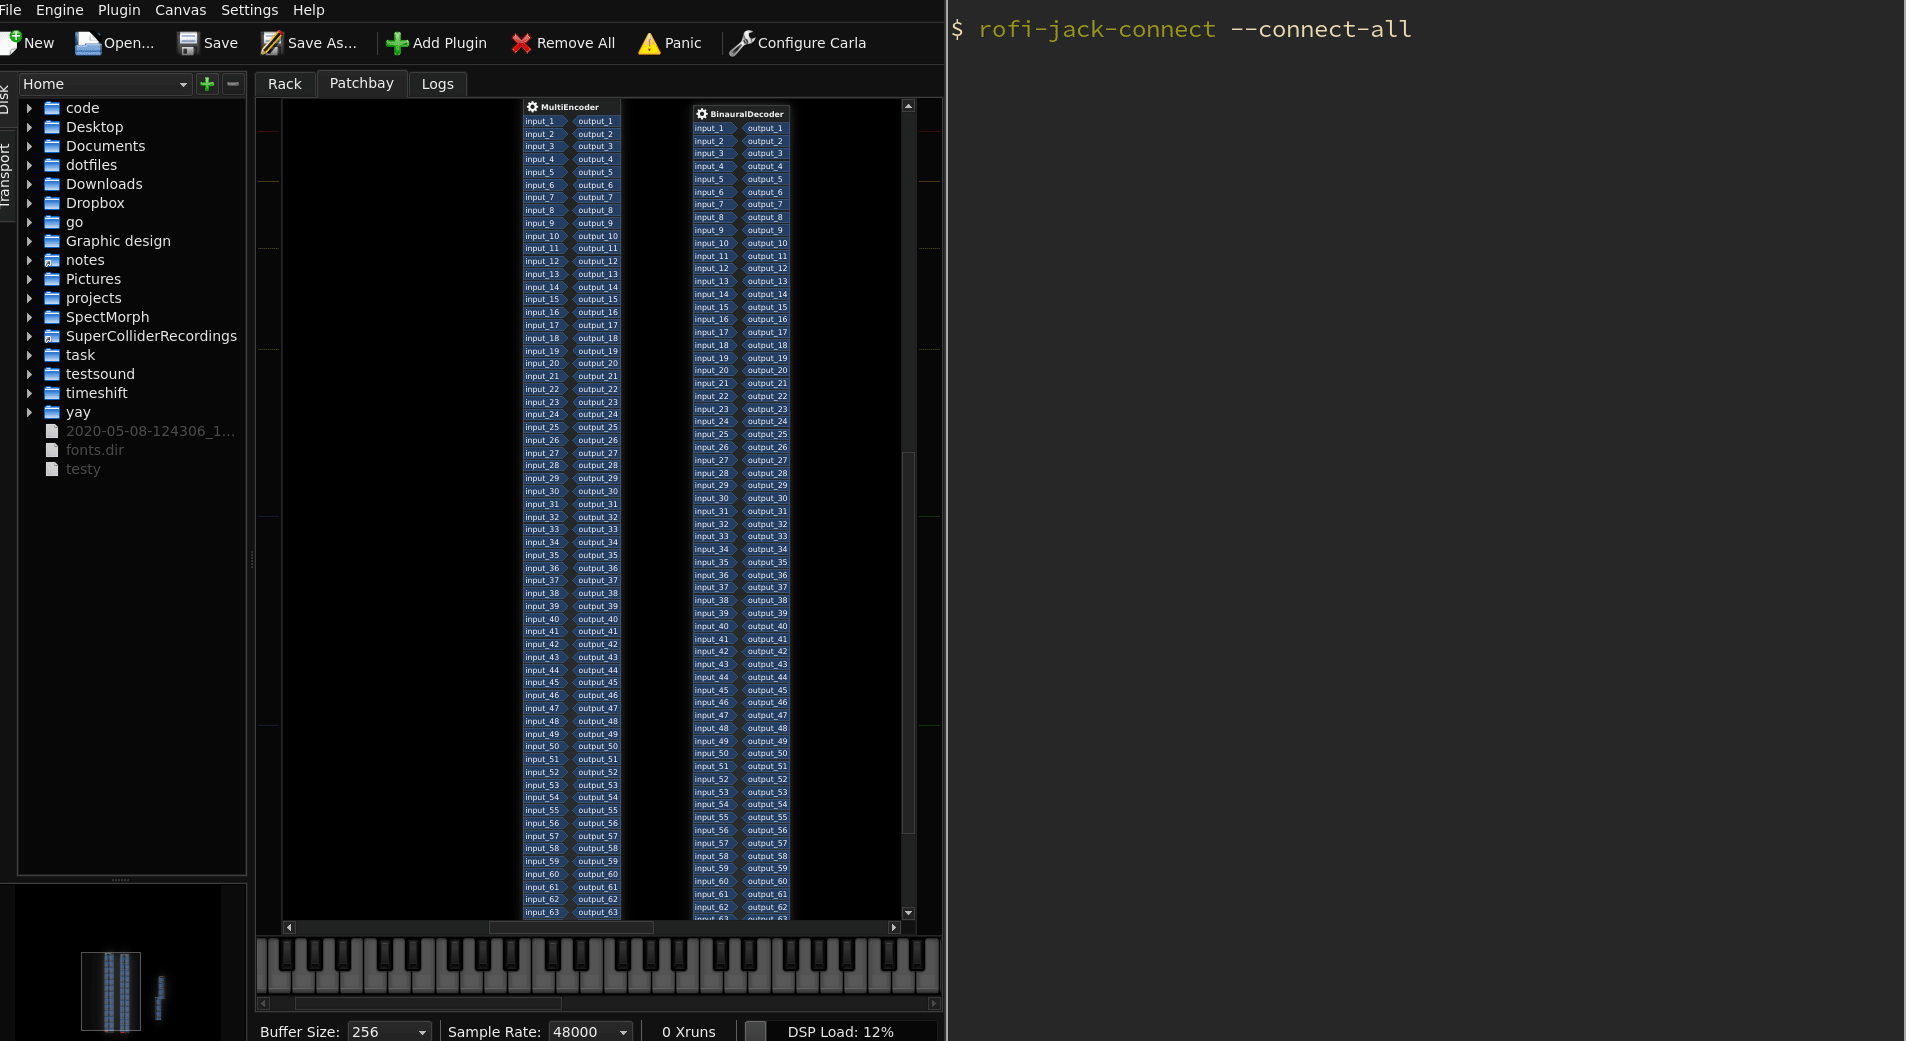 File Engine Plugin Canvas Settings Help
New Open... Save Save As... Add Plugin Remove All Panic Configure Carla
Disk
Transport
Home
code
Desktop
Documents
dotfiles
Downloads
Dropbox
go
Graphic design
notes
Pictures
projects
SpectMorph
SuperColliderRecordings
task
testsound
timeshift
yay
2020-05-08-124306_1...
fonts.dir
testy
Rack Patchbay Logs
MultiEncoder
input_1 output_1
input_2 output_2
input_3 output_3
input_4 output_4
input_5 output_5
input_6 output_6
input_7 output_7
input_8 output_8
input_9 output_9
input_10 output_10
input_11 output_11
input_12 output_12
input_13 output_13
input_14 output_14
input_15 output_15
input_16 output_16
input_17 output_17
input_18 output_18
input_19 output_19
input_20 output_20
input_21 output_21
input_22 output_22
input_23 output_23
input_24 output_24
input_25 output_25
input_26 output_26
input_27 output_27
input_28 output_28
input_29 output_29
input_30 output_30
input_31 output_31
input_32 output_32
input_33 output_33
input_34 output_34
input_35 output_35
input_36 output_36
input_37 output_37
input_38 output_38
input_39 output_39
input_40 output_40
input_41 output_41
input_42 output_42
input_43 output_43
input_44 output_44
input_45 output_45
input_46 output_46
input_47 output_47
input_48 output_48
input_49 output_49
input_50 output_50
input_51 output_51
input_52 output_52
input_53 output_53
input_54 output_54
input_55 output_55
input_56 output_56
input_57 output_57
input_58 output_58
input_59 output_59
input_60 output_60
input_61 output_61
input_62 output_62
input_63 output_63
BinauralDecoder
input_1 output_1
input_2 output_2
input_3 output_3
input_4 output_4
input_5 output_5
input_6 output_6
input_7 output_7
input_8 output_8
input_9 output_9
input_10 output_10
input_11 output_11
input_12 output_12
input_13 output_13
input_14 output_14
input_15 output_15
input_16 output_16
input_17 output_17
input_18 output_18
input_19 output_19
input_20 output_20
input_21 output_21
input_22 output_22
input_23 output_23
input_24 output_24
input_25 output_25
input_26 output_26
input_27 output_27
input_28 output_28
input_29 output_29
input_30 output_30
input_31 output_31
input_32 output_32
input_33 output_33
input_34 output_34
input_35 output_35
input_36 output_36
input_37 output_37
input_38 output_38
input_39 output_39
input_40 output_40
input_41 output_41
input_42 output_42
input_43 output_43
input_44 output_44
input_45 output_45
input_46 output_46
input_47 output_47
input_48 output_48
input_49 output_49
input_50 output_50
input_51 output_51
input_52 output_52
input_53 output_53
input_54 output_54
input_55 output_55
input_56 output_56
input_57 output_57
input_58 output_58
input_59 output_59
input_60 output_60
input_61 output_61
input_62 output_62
input_63 output_63
Buffer Size: 256 Sample Rate: 48000 0 Xruns DSP Load: 12%
$ rofi-jack-connect --connect-all